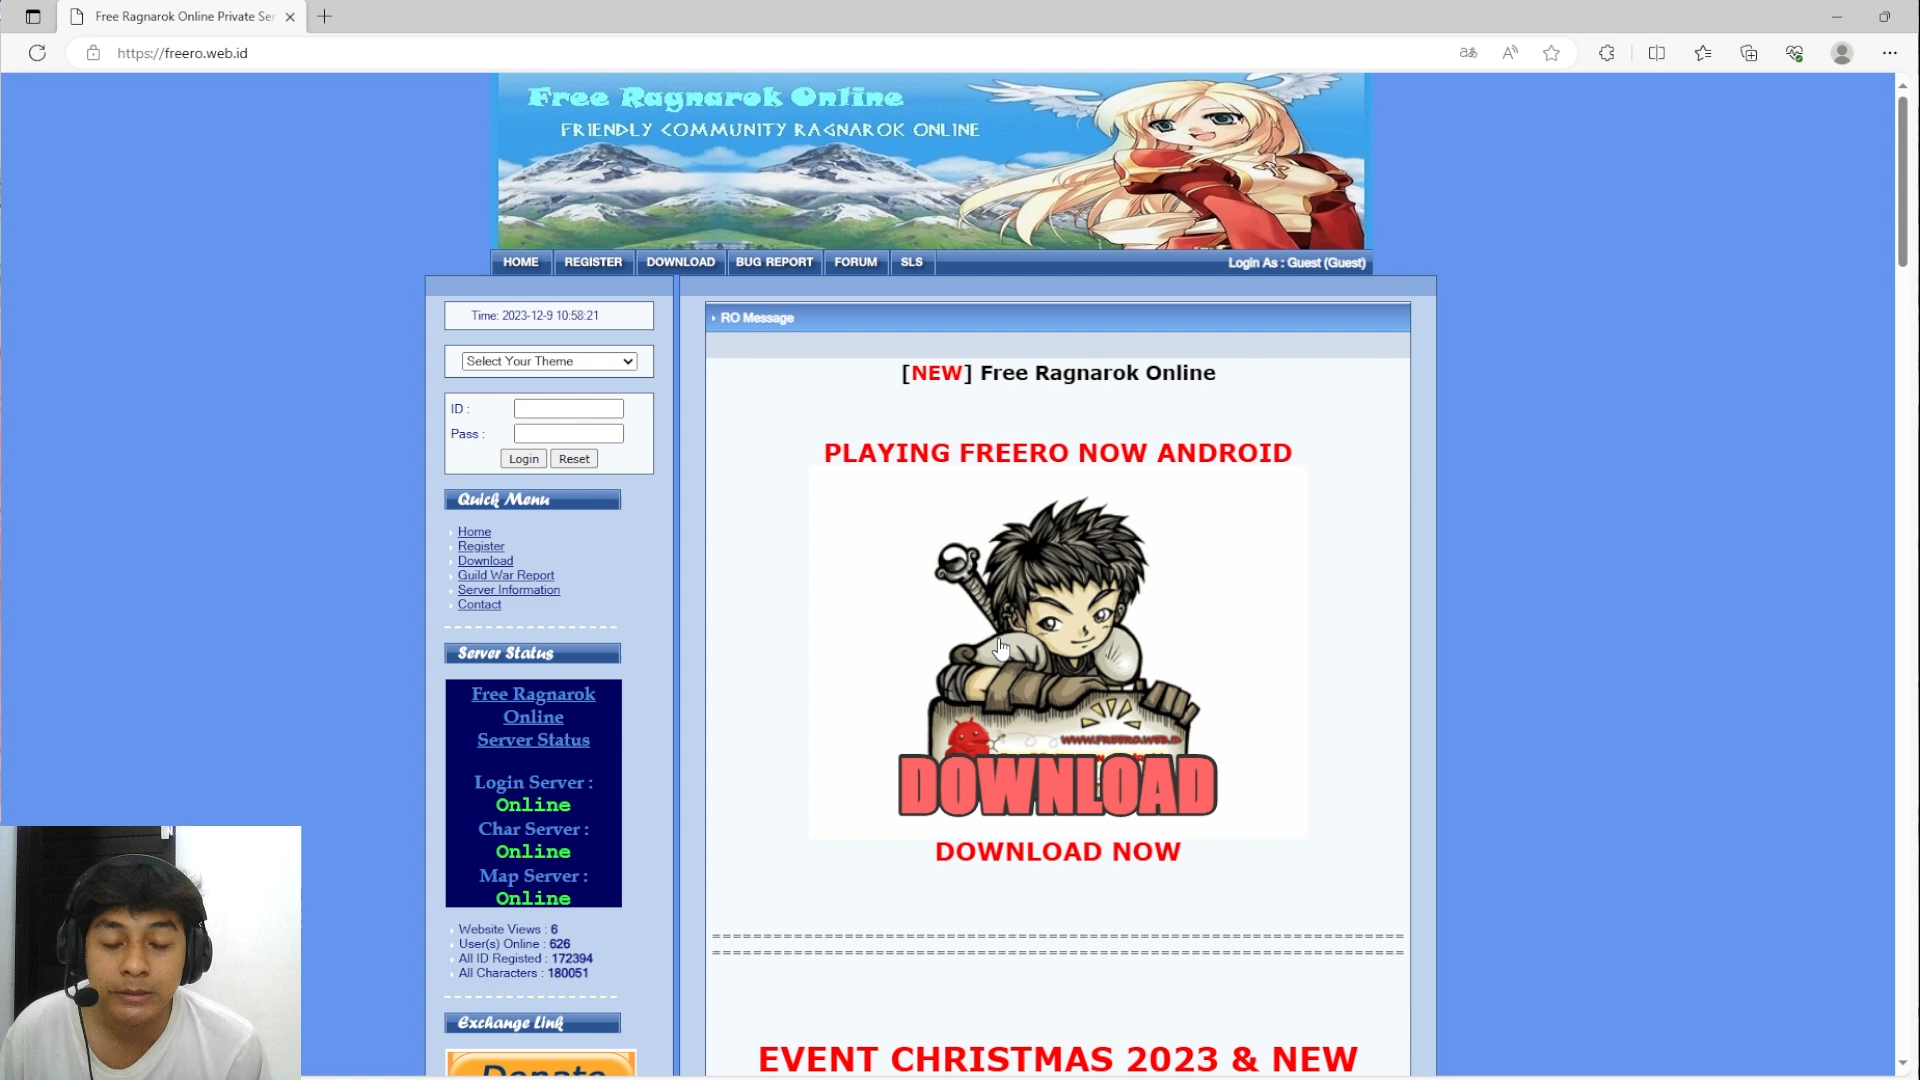 Free Ragnarok Online Private Ser
https://freero.web.id
Free Ragnarok Online
FRIENDLY COMMUNITY RAGNAROK ONLINE
HOME REGISTER DOWNLOAD BUG REPORT FORUM SLS Login As : Guest (Guest)
Time: 2023-12-9 10:58:21
Select Your Theme
ID :
Pass :
Login Reset
Quick Menu
Home
Register
Download
Guild War Report
Server Information
Contact
Server Status
Free Ragnarok
Online
Server Status
Login Server :
Online
Char Server :
Online
Map Server :
Online
Website Views : 6
User(s) Online : 626
All ID Registed : 172394
All Characters : 180051
Exchange Link
Donate
RO Message
[NEW] Free Ragnarok Online
PLAYING FREERO NOW ANDROID
WWW.FREERO.WEB.ID
DOWNLOAD
DOWNLOAD NOW
EVENT CHRISTMAS 2023 & NEW